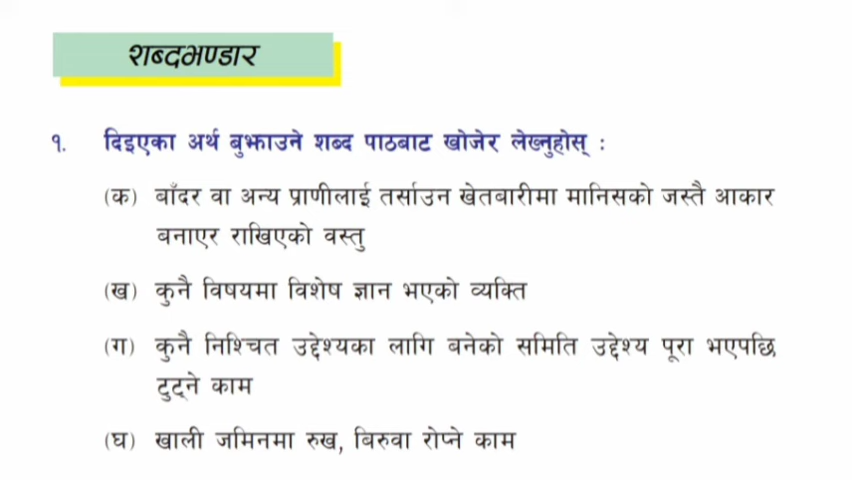 शब्दभण्डार
१. दिइएका अर्थ बुझाउने शब्द पाठबाट खोजेर लेख्नुहोस् :
(क) बाँदर वा अन्य प्राणीलाई तर्साउन खेतबारीमा मानिसको जस्तै आकार
बनाएर राखिएको वस्तु
(ख) कुनै विषयमा विशेष ज्ञान भएको व्यक्ति
(ग) कुनै निश्चित उद्देश्यका लागि बनेको समिति उद्देश्य पूरा भएपछि
टुट्ने काम
(घ) खाली जमिनमा रुख, बिरुवा रोप्ने काम